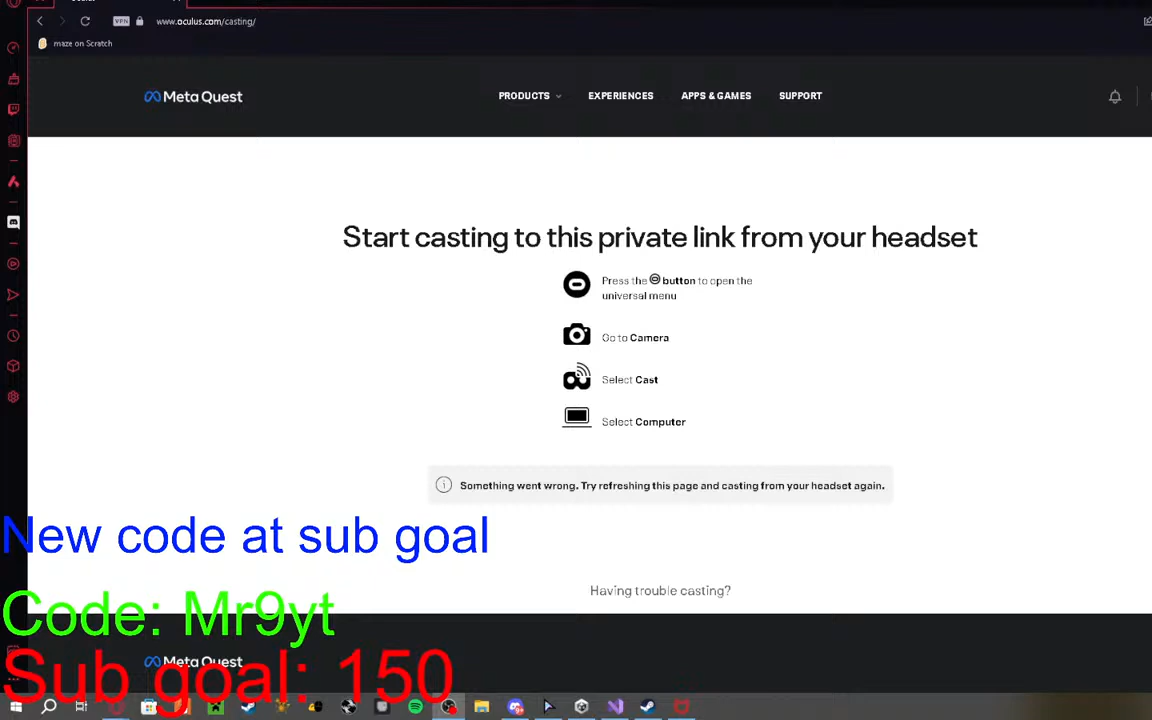 VPN
www.oculus.com/casting/
maze on Scratch
Meta Quest
PRODUCTS
EXPERIENCES
APPS & GAMES
SUPPORT
Start casting to this private link from your headset
Press the button to open the
universal menu
Go to Camera
Select Cast
Select Computer
Something went wrong. Try refreshing this page and casting from your headset again.
New code at sub goal
Having trouble casting?
Code: Mr9yt
Meta Quest
Sub goal: 150